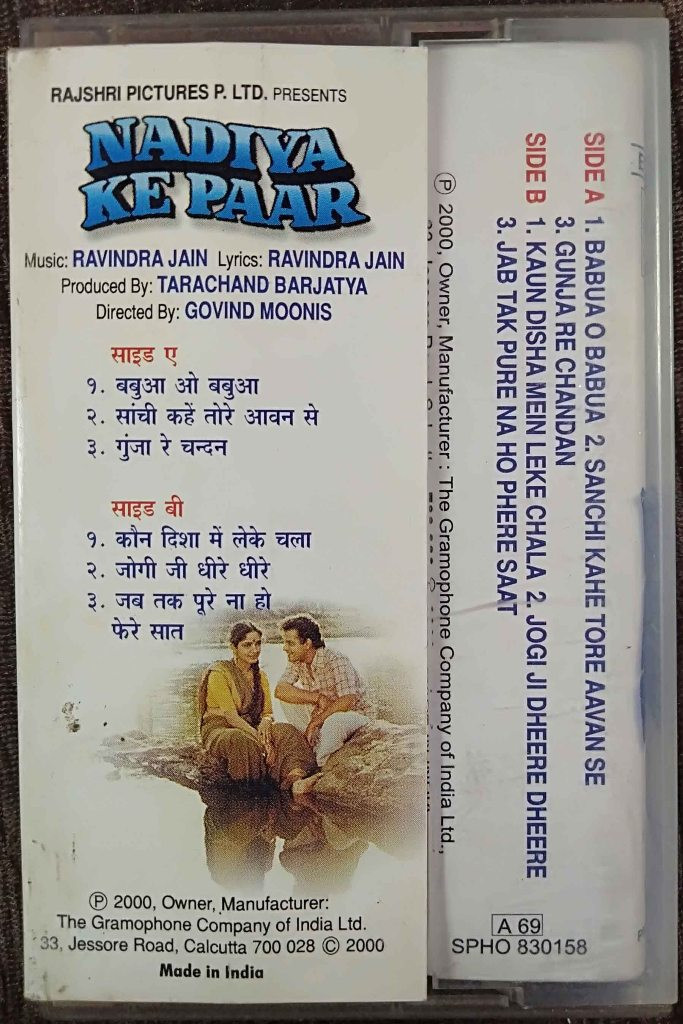 RAJSHRI PICTURES P. LTD. PRESENTS
NADIYA
KE PAAR
Music: RAVINDRA JAIN Lyrics: RAVINDRA JAIN
Produced By: TARACHAND BARJATYA
Directed By: GOVIND MOONIS
साइड ए
१. बबुआ ओ बबुआ
२. सांची कहें तोरे आवन से
३. गुंजा रे चन्दन
साइड बी
१. कौन दिशा में लेके चला
२. जोगी जी धीरे धीरे
३. जब तक पूरे ना हो
फेरे सात
Ⓟ 2000, Owner, Manufacturer:
The Gramophone Company of India Ltd.
33, Jessore Road, Calcutta 700 028 © 2000
Made in India
SIDE A 1. BABUA O BABUA 2. SANCHI KAHE TORE AAVAN SE
3. GUNJA RE CHANDAN
SIDE B 1. KAUN DISHA MEIN LEKE CHALA 2. JOGI JI DHEERE DHEERE
3. JAB TAK PURE NA HO PHERE SAAT
Ⓟ 2000, Owner, Manufacturer : The Gramophone Company of India Ltd.,
A 69
SPHO 830158